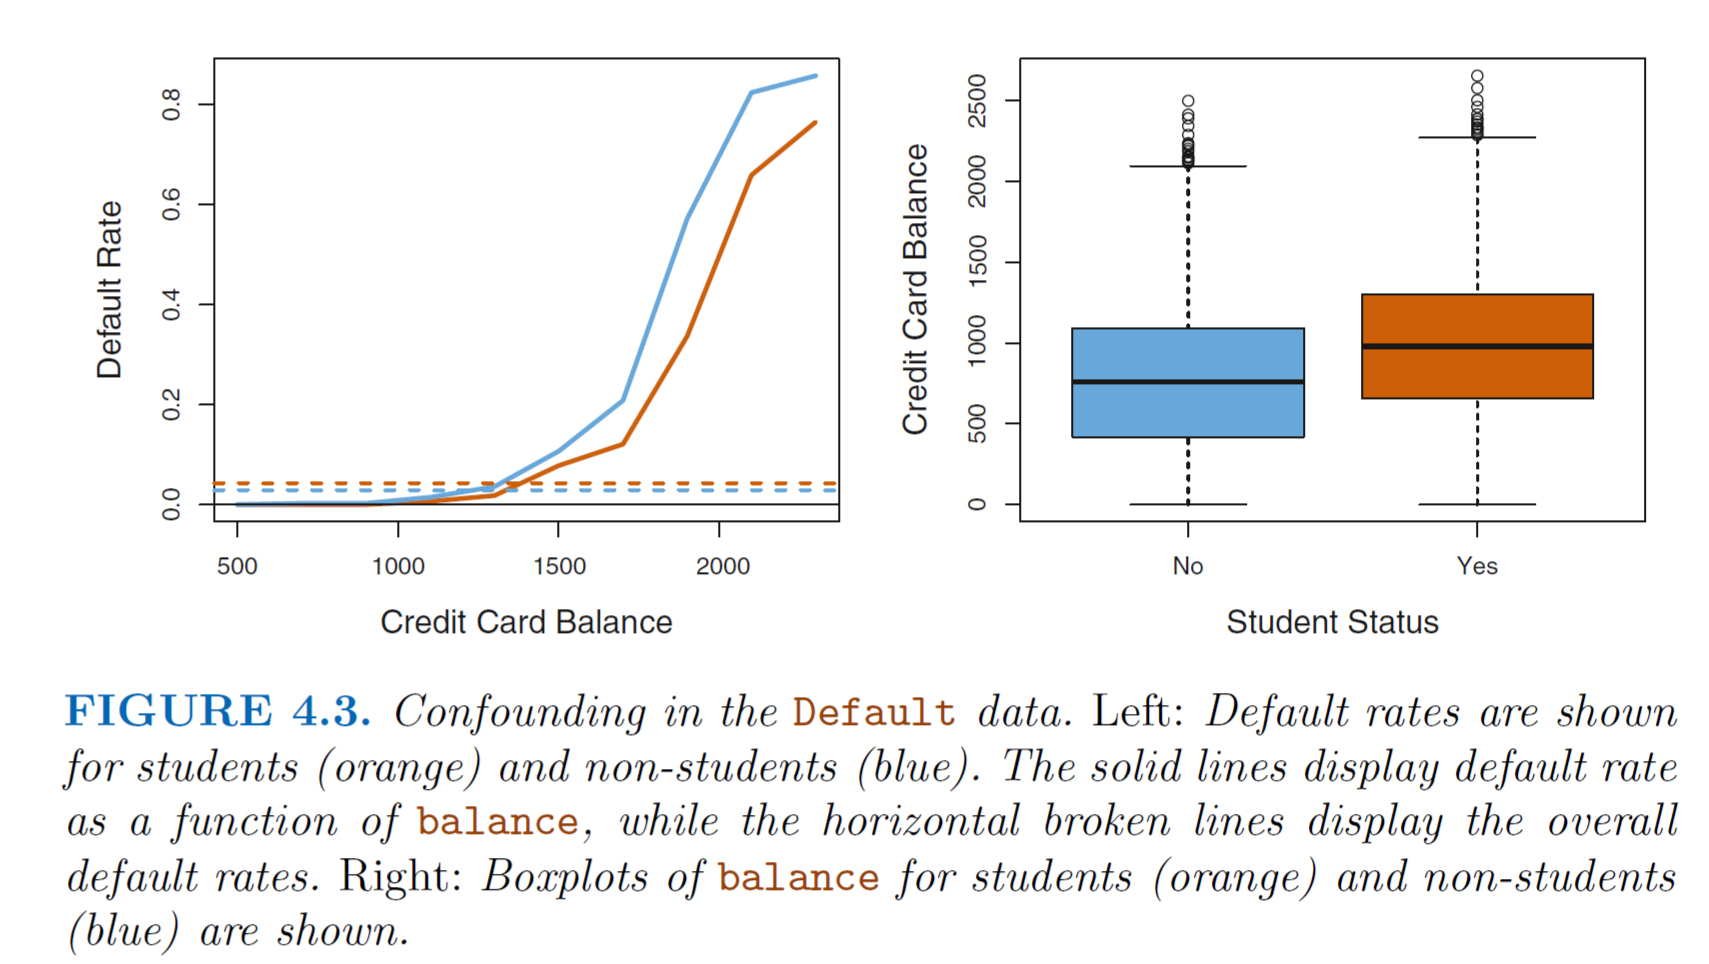 Default Rate
0.8
0.6
0.4
0.2
0.0
500 1000 1500 2000
Credit Card Balance
Credit Card Balance
2500
2000
1500
1000
500
0
No Yes
Student Status
FIGURE 4.3. Confounding in the Default data. Left: Default rates are shown
for students (orange) and non-students (blue). The solid lines display default rate
as a function of balance, while the horizontal broken lines display the overall
default rates. Right: Boxplots of balance for students (orange) and non-students
(blue) are shown.